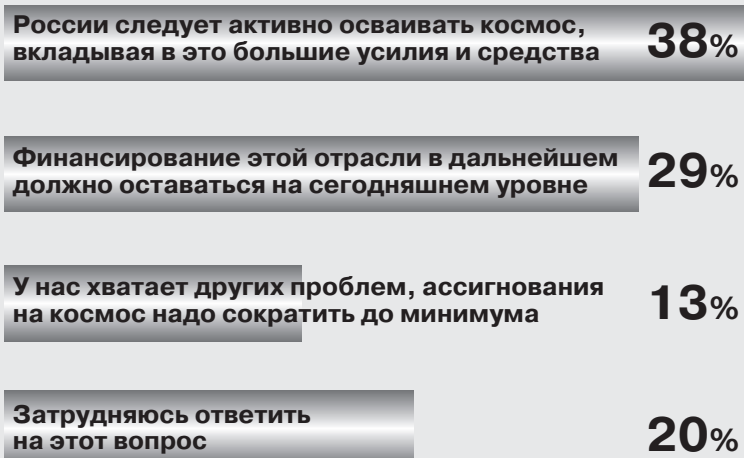 России следует активно осваивать космос,
вкладывая в это большие усилия и средства
38%
Финансирование этой отрасли в дальнейшем
должно оставаться на сегодняшнем уровне
29%
У нас хватает других проблем, ассигнования
на космос надо сократить до минимума
13%
Затрудняюсь ответить
на этот вопрос
20%